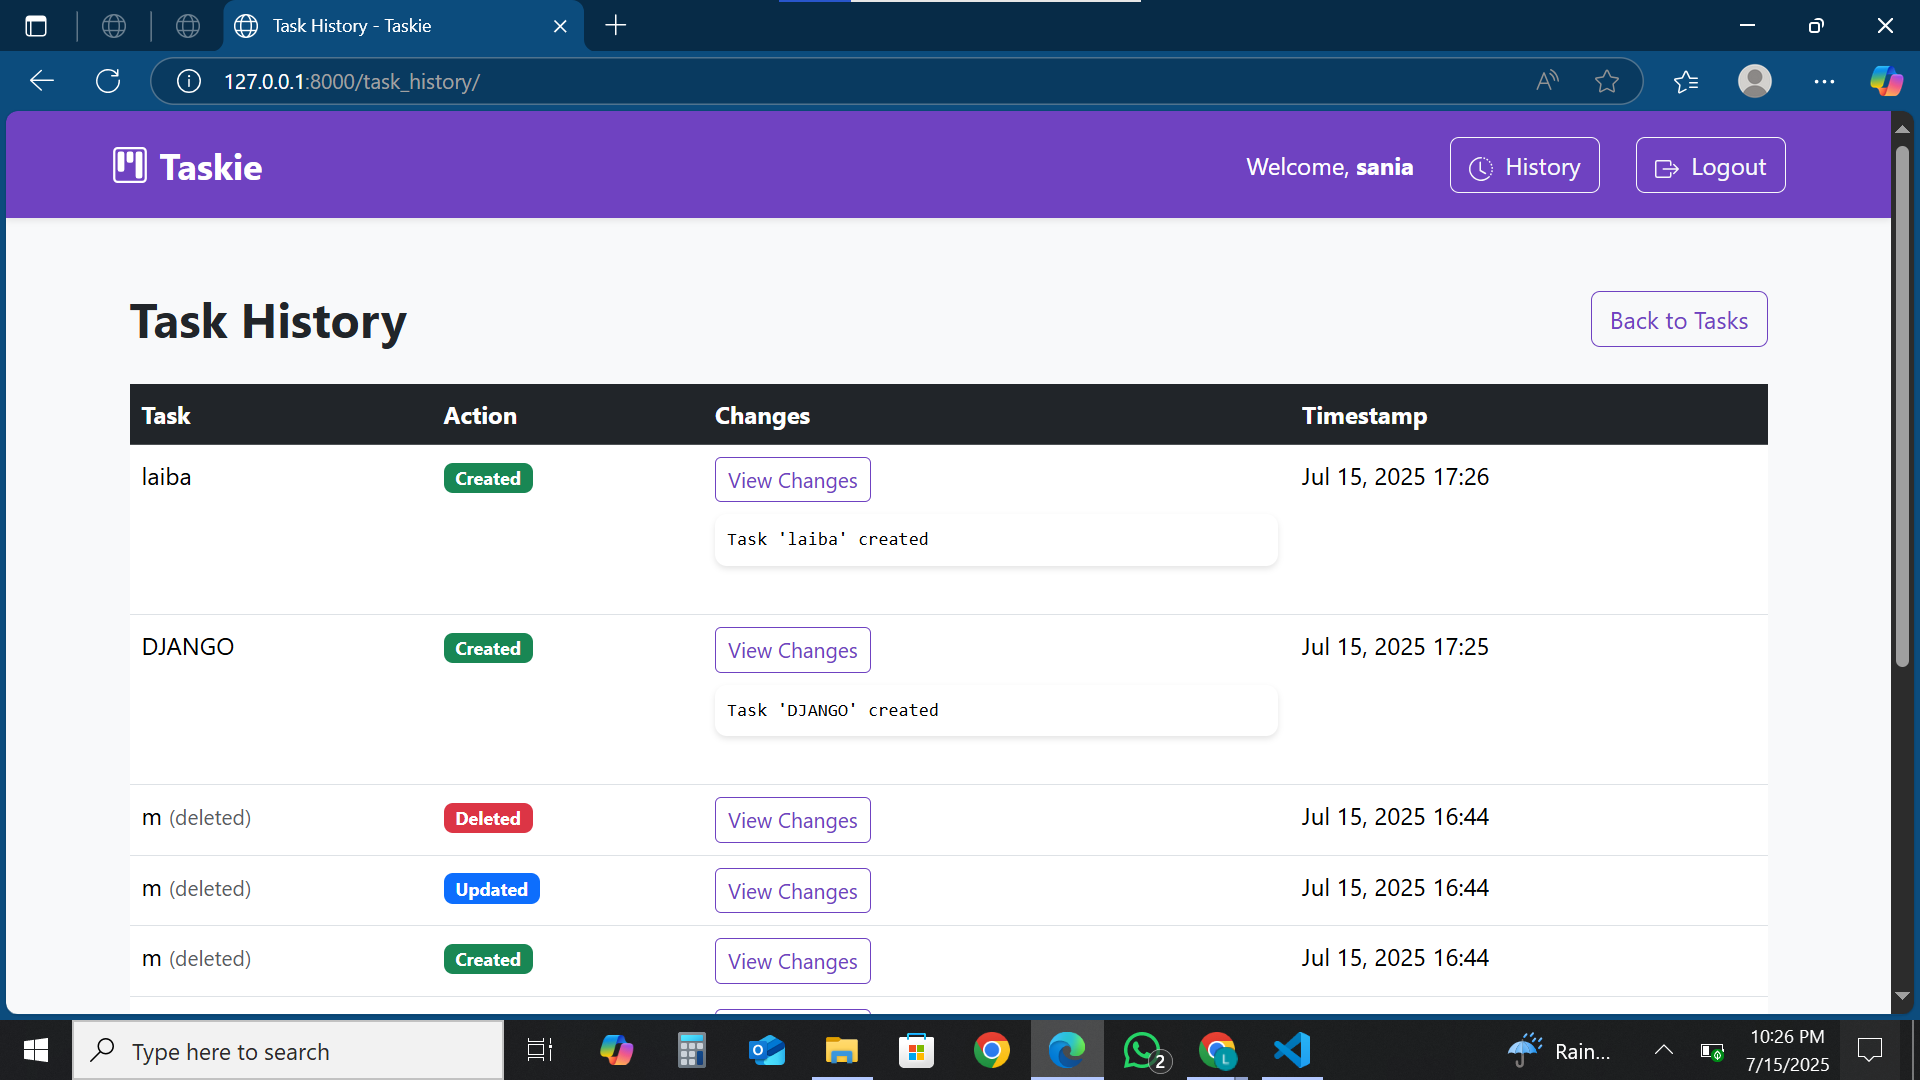 Task History - Taskie
127.0.0.1:8000/task_history/
Taskie
Welcome, sania
History
Logout
Task History
Back to Tasks
Task Action Changes Timestamp
laiba Created View Changes Jul 15, 2025 17:26
Task 'laiba' created
DJANGO Created View Changes Jul 15, 2025 17:25
Task 'DJANGO' created
m (deleted) Deleted View Changes Jul 15, 2025 16:44
m (deleted) Updated View Changes Jul 15, 2025 16:44
m (deleted) Created View Changes Jul 15, 2025 16:44
Type here to search
2
L
Rain...
10:26 PM
7/15/2025